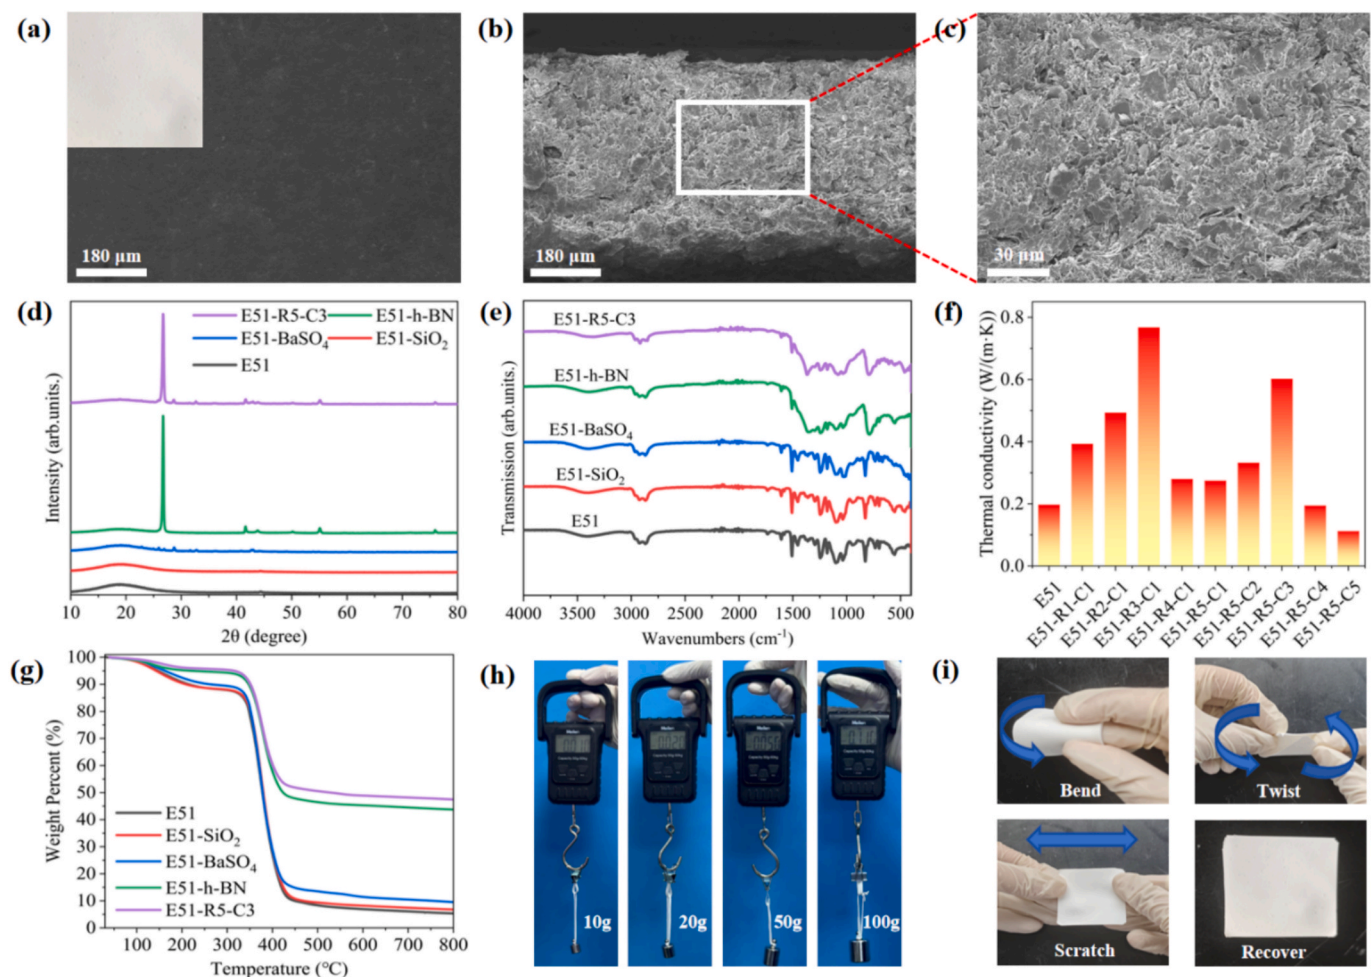 (a)
180 µm
(b)
180 µm
(c)
30 µm
(d)
E51-R5-C3
E51-h-BN
E51-BaSO₄
E51-SiO₂
E51
Intensity (arb.units.)
10 20 30 40 50 60 70 80
2θ (degree)
(e)
E51-R5-C3
E51-h-BN
E51-BaSO₄
E51-SiO₂
E51
Transmission (arb.units.)
4000 3500 3000 2500 2000 1500 1000 500
Wavenumbers (cm⁻¹)
(f)
Thermal conductivity (W/(m·K))
0.8
0.6
0.4
0.2
0.0
E51
E51-R1-C1
E51-R2-C1
E51-R3-C1
E51-R4-C1
E51-R5-C1
E51-R5-C2
E51-R5-C3
E51-R5-C4
E51-R5-C5
(g)
Weight Percent (%)
100
90
80
70
60
50
40
30
20
10
0
E51
E51-SiO₂
E51-BaSO₄
E51-h-BN
E51-R5-C3
100 200 300 400 500 600 700 800
Temperature (℃)
(h)
10g
20g
50g
100g
(i)
Bend
Twist
Scratch
Recover